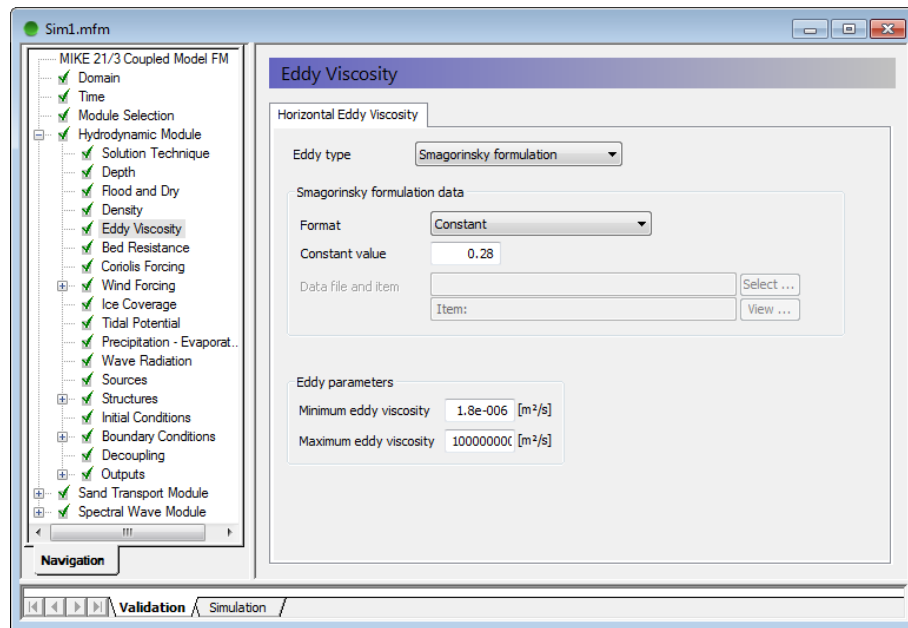 Sim1.mfm
MIKE 21/3 Coupled Model FM
Domain
Time
Module Selection
Hydrodynamic Module
Solution Technique
Depth
Flood and Dry
Density
Eddy Viscosity
Bed Resistance
Coriolis Forcing
Wind Forcing
Ice Coverage
Tidal Potential
Precipitation - Evaporat..
Wave Radiation
Sources
Structures
Initial Conditions
Boundary Conditions
Decoupling
Outputs
Sand Transport Module
Spectral Wave Module
Navigation
Eddy Viscosity
Horizontal Eddy Viscosity
Eddy type Smagorinsky formulation
Smagorinsky formulation data
Format Constant
Constant value 0.28
Data file and item Select ...
Item: View ...
Eddy parameters
Minimum eddy viscosity 1.8e-006 [m²/s]
Maximum eddy viscosity 10000000( [m²/s]
Validation Simulation